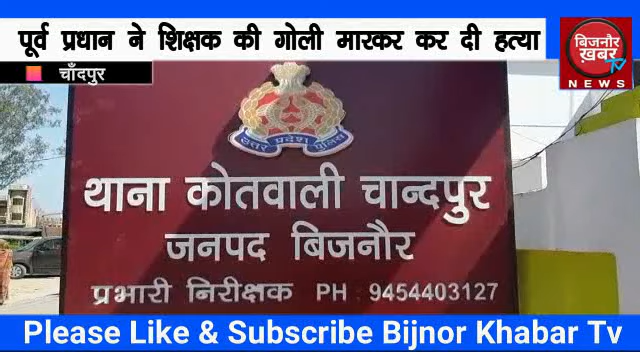 पूर्व प्रधान ने शिक्षक की गोली मारकर कर दी हत्या
बिजनौर
ख़बर
TV
NEWS
चाँदपुर
उत्तर प्रदेश पुलिस
थाना कोतवाली चान्दपुर
जनपद बिजनौर
प्रभारी निरीक्षक PH : 9454403127
Please Like & Subscribe Bijnor Khabar Tv